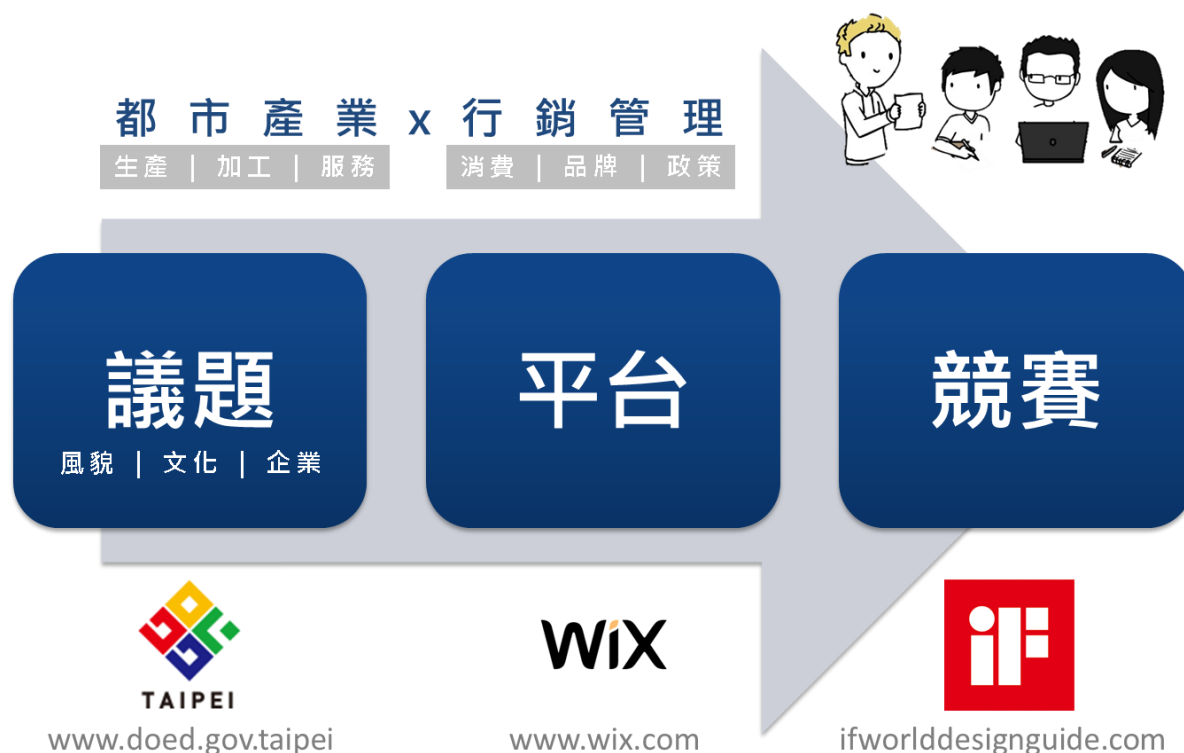 都市產業 x 行銷管理
生產 | 加工 | 服務 消費 | 品牌 | 政策
議題 平台 競賽
風貌 | 文化 | 企業
TAIPEI WiX iF
www.doed.gov.taipei www.wix.com ifworlddesignguide.com